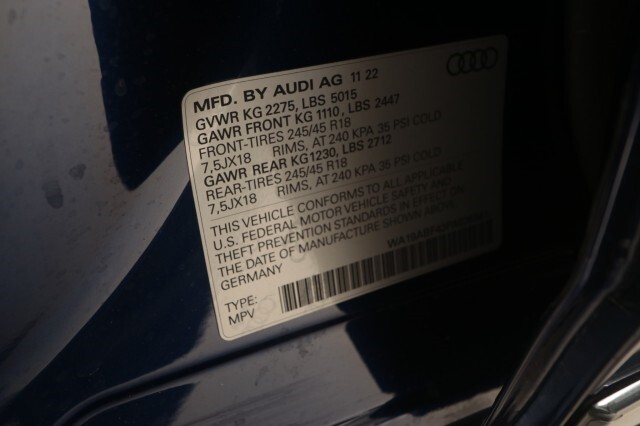 MFD. BY AUDI AG 11 22
GVWR KG 2275, LBS 5015
GAWR FRONT KG 1110, LBS 2447
FRONT-TIRES 245/45 R18
7,5JX18 RIMS, AT 240 KPA 35 PSI COLD
GAWR REAR KG1230, LBS 2712
REAR-TIRES 245/45 R18
7,5JX18 RIMS, AT 240 KPA 35 PSI COLD
THIS VEHICLE CONFORMS TO ALL APPLICABLE
U.S. FEDERAL MOTOR VEHICLE SAFETY AND
THEFT PREVENTION STANDARDS IN EFFECT ON
THE DATE OF MANUFACTURE SHOWN ABOVE.
GERMANY
TYPE:
MPV